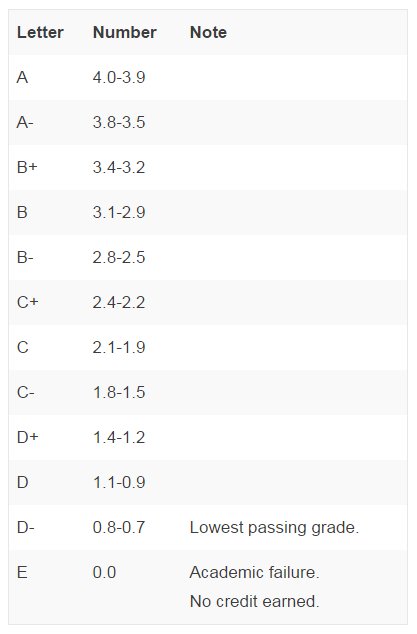 Letter Number Note
A 4.0-3.9
A- 3.8-3.5
B+ 3.4-3.2
B 3.1-2.9
B- 2.8-2.5
C+ 2.4-2.2
C 2.1-1.9
C- 1.8-1.5
D+ 1.4-1.2
D 1.1-0.9
D- 0.8-0.7 Lowest passing grade.
E 0.0 Academic failure.
No credit earned.